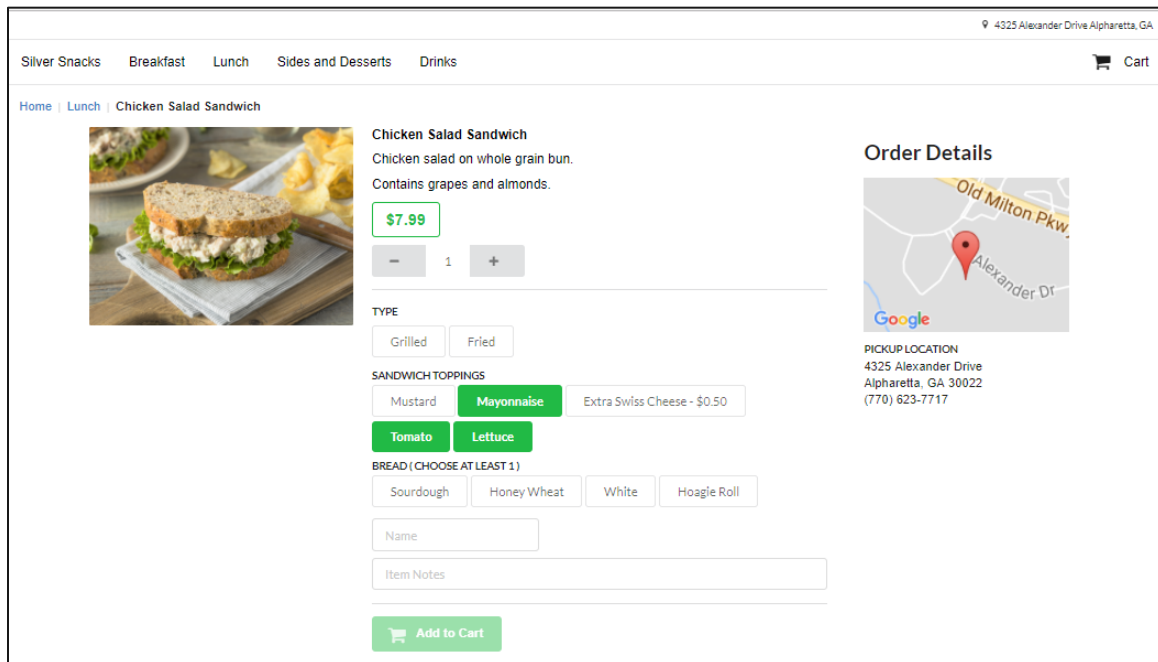 4325 Alexander Drive Alpharetta, GA
Silver Snacks Breakfast Lunch Sides and Desserts Drinks Cart
Home | Lunch | Chicken Salad Sandwich
Chicken Salad Sandwich
Chicken salad on whole grain bun.
Contains grapes and almonds.
$7.99
− 1 +
TYPE
Grilled Fried
SANDWICH TOPPINGS
Mustard Mayonnaise Extra Swiss Cheese - $0.50
Tomato Lettuce
BREAD ( CHOOSE AT LEAST 1 )
Sourdough Honey Wheat White Hoagie Roll
Name
Item Notes
Add to Cart
Order Details
Old Milton Pkwy
Alexander Dr
Google
PICKUP LOCATION
4325 Alexander Drive
Alpharetta, GA 30022
(770) 623-7717